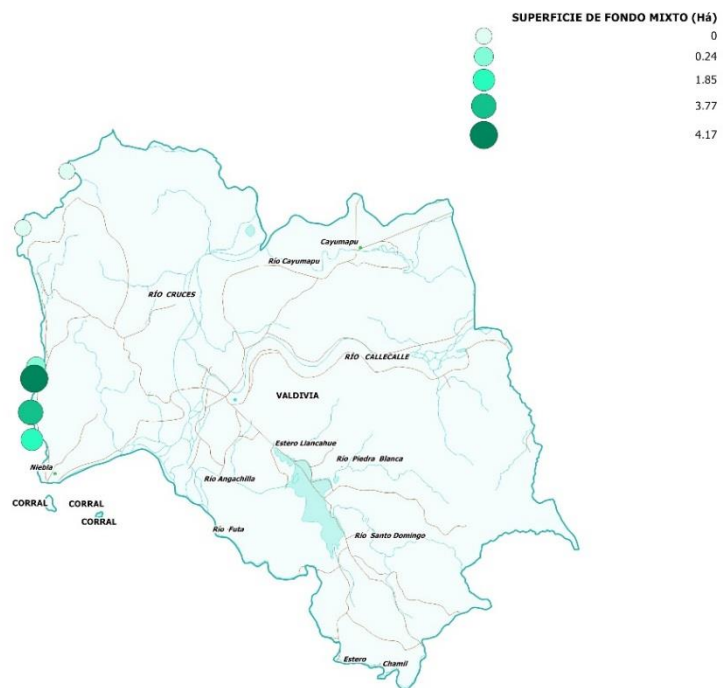 SUPERFICIE DE FONDO MIXTO (Há)
0
0.24
1.85
3.77
4.17
Cayumapu
Río Cayumapu
RÍO CRUCES
RÍO CALLECALLE
VALDIVIA
Estero Llancahue
Río Piedra Blanca
Niebla
Río Angachilla
CORRAL
CORRAL
CORRAL
Río Futa
Río Santo Domingo
Estero Chamil